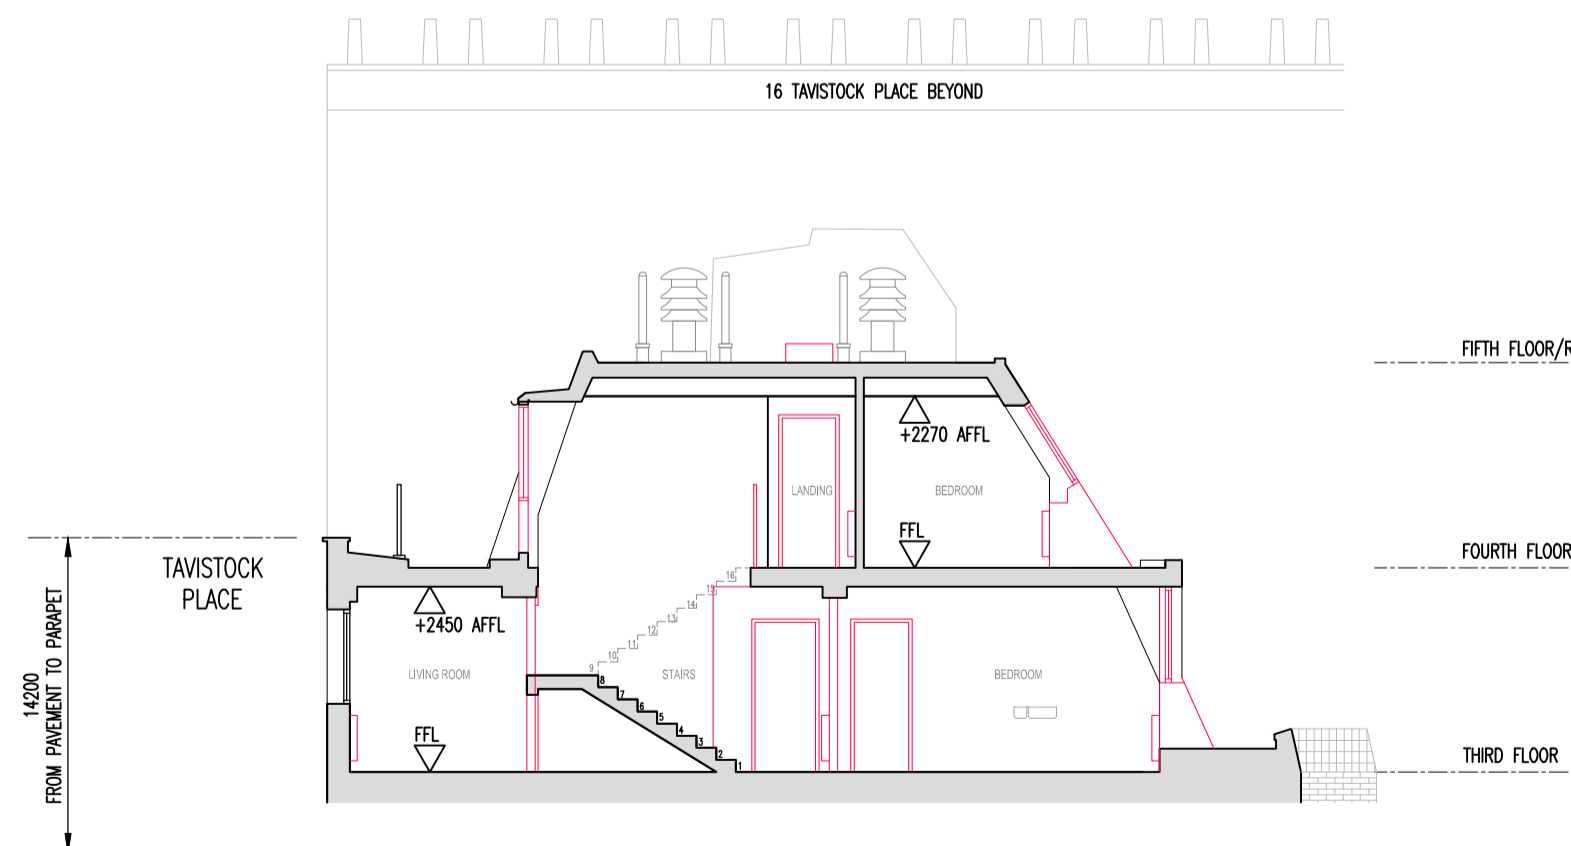 16 TAVISTOCK PLACE BEYOND
FIFTH FLOOR/R
+2270 AFFL
LANDING
BEDROOM
FFL
FOURTH FLOOR
TAVISTOCK
PLACE
14200
FROM PAVEMENT TO PARAPET
+2450 AFFL
LIVING ROOM
STAIRS
BEDROOM
FFL
THIRD FLOOR
16
15
14
13
12
11
10
9
8
7
6
5
4
3
2
1